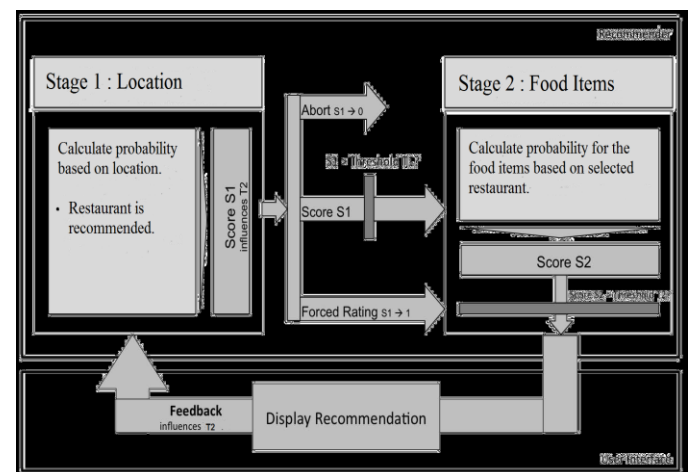 Recommender
Stage 1 : Location
Stage 2 : Food Items
Calculate probability
based on location.
• Restaurant is
recommended.
Score S1
influences T2
Abort S1 → 0
Score S1
Forced Rating S1 → 1
Calculate probability for the
food items based on selected
restaurant.
Score S2
Feedback
influences T2
Display Recommendation
User Interface